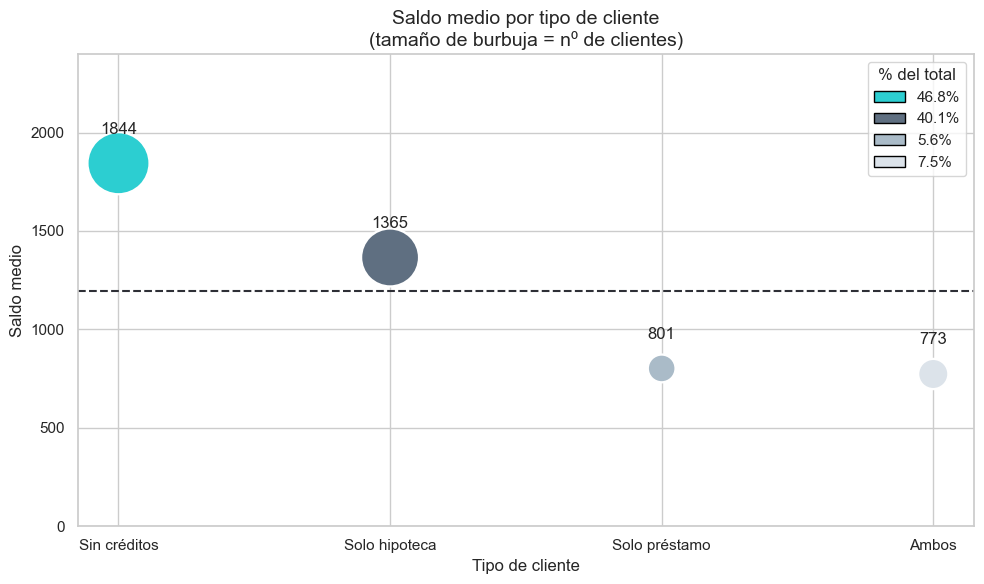 Saldo medio por tipo de cliente
(tamaño de burbuja = nº de clientes)
% del total
46.8%
40.1%
5.6%
7.5%
1844
1365
801
773
Saldo medio
2000
1500
1000
500
0
Sin créditos
Solo hipoteca
Solo préstamo
Ambos
Tipo de cliente